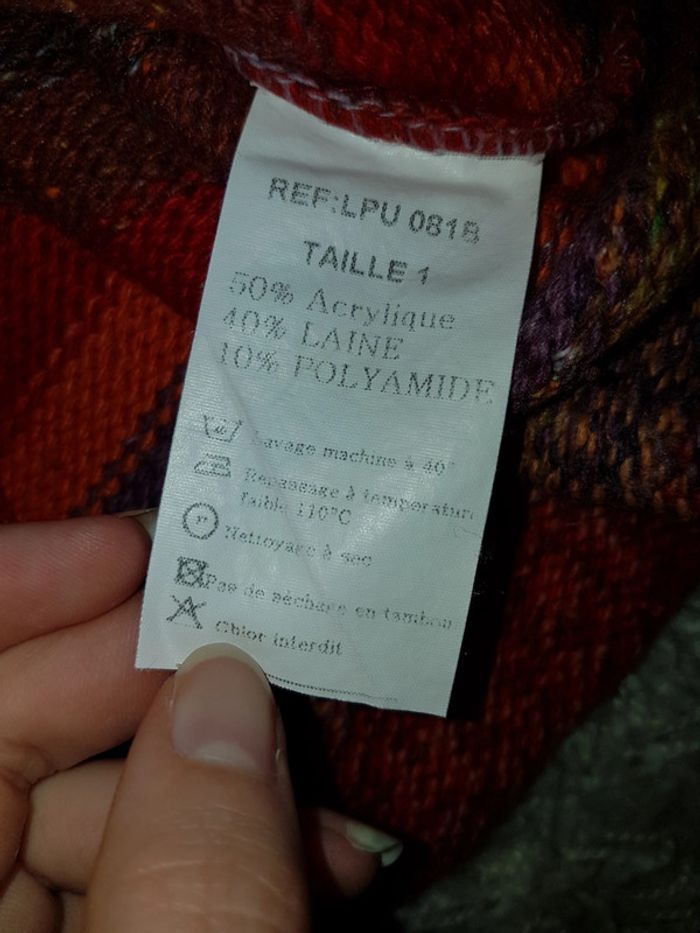 REF:LPU 0818
TAILLE 1
50% Acrylique
40% LAINE
10% POLYAMIDE
Lavage machine à 40°
Repassage à temperature
faible 110°C
P Nettoyage à sec
Pas de séchage en tambou
Chlor interdit